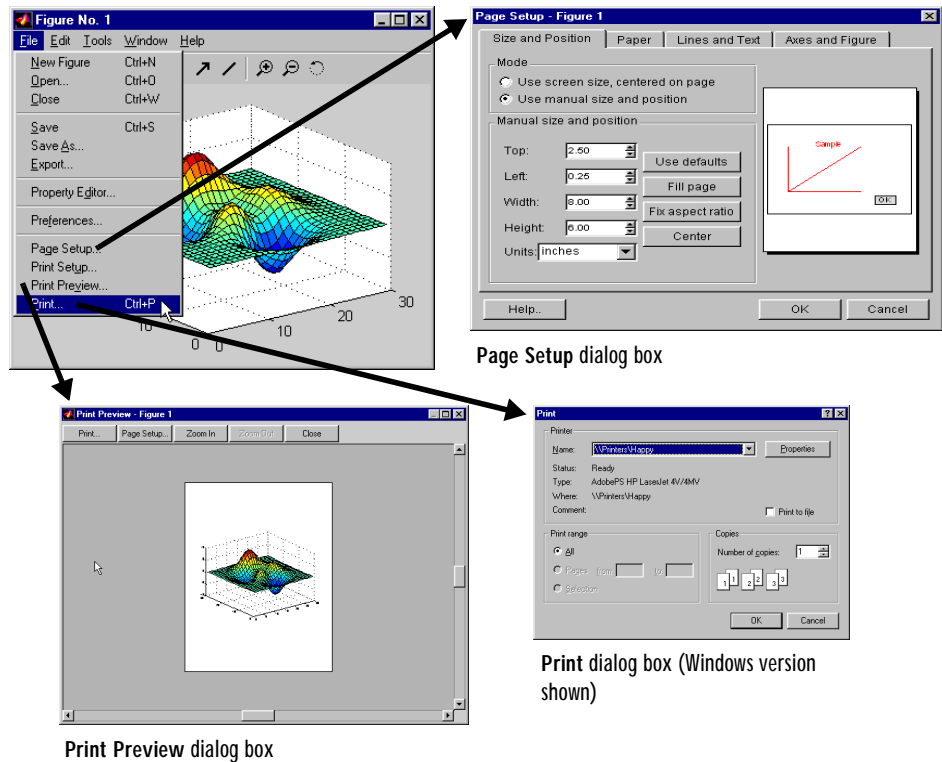 Figure No. 1
File Edit Tools Window Help
New Figure Ctrl+N
Open... Ctrl+O
Close Ctrl+W
Save Ctrl+S
Save As...
Export...
Property Editor...
Preferences...
Page Setup...
Print Setup...
Print Preview...
Print... Ctrl+P
10
0 0 10 20 30
Page Setup - Figure 1
Size and Position Paper Lines and Text Axes and Figure
Mode
Use screen size, centered on page
Use manual size and position
Manual size and position
Top: 2.50 Use defaults
Left: 0.25 Fill page
Width: 8.00 Fix aspect ratio
Height: 6.00 Center
Units: inches
Sample
OK
Help.. OK Cancel
Page Setup dialog box
Print Preview - Figure 1
Print... Page Setup... Zoom In Zoom Out Close
Print Preview dialog box
Print
Printer
Name: \\Printers\Happy Properties
Status: Ready
Type: AdobePS HP LaserJet 4V/4MV
Where: \\Printers\Happy
Comment: Print to file
Print range
All
Pages from: to:
Selection
Copies
Number of copies: 1
1 1 2 2 3 3
OK Cancel
Print dialog box (Windows version
shown)